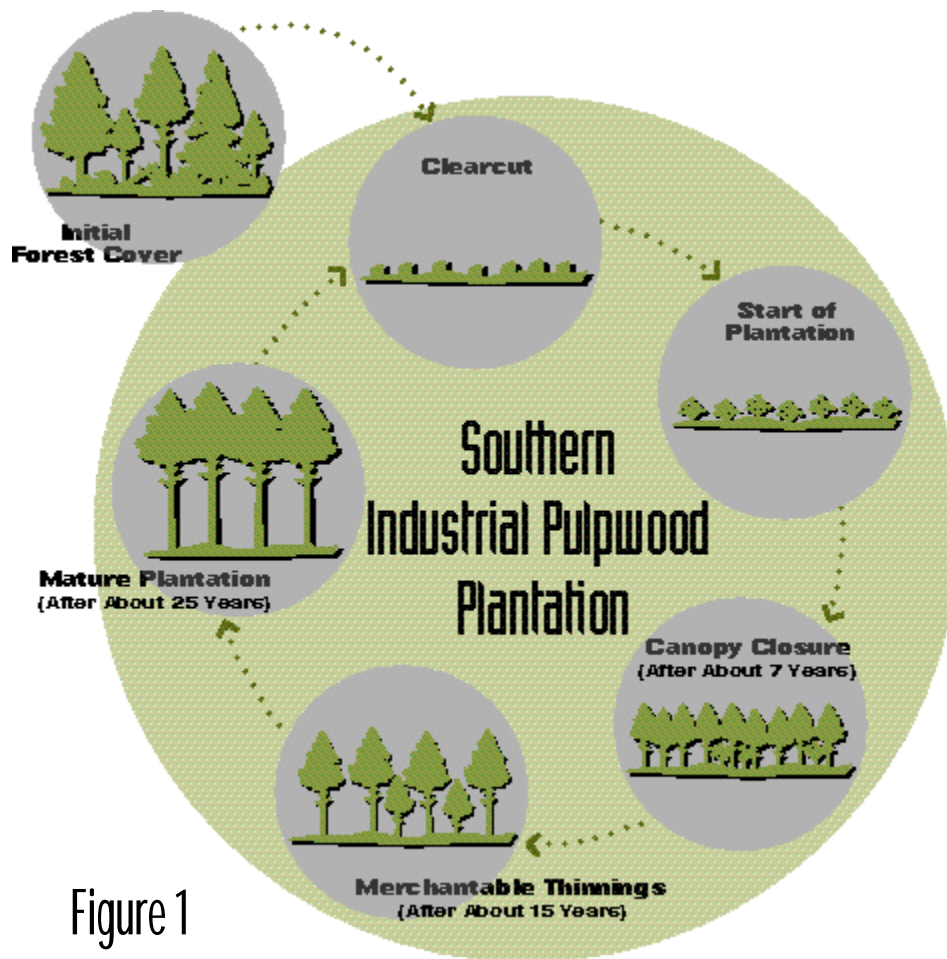 Initial
Forest Cover
Clearcut
Start of
Plantation
Canopy Closure
(After About 7 Years)
Merchantable Thinnings
(After About 15 Years)
Mature Plantation
(After About 25 Years)
Southern
Industrial Pulpwood
Plantation
Figure 1